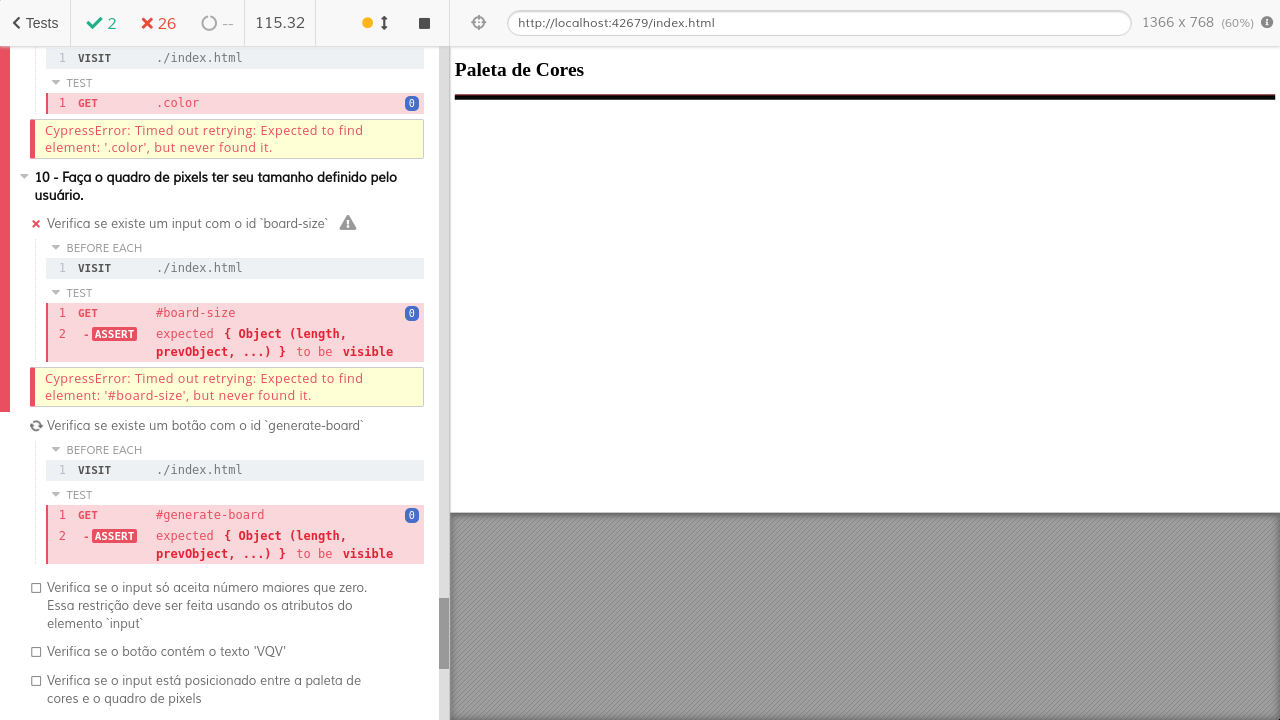 Tests 2 26 -- 115.32 http://localhost:42679/index.html 1366 x 768 (60%)
1 VISIT ./index.html
TEST
1 GET .color 0
CypressError: Timed out retrying: Expected to find
element: '.color', but never found it.
10 - Faça o quadro de pixels ter seu tamanho definido pelo
usuário.
Verifica se existe um input com o id `board-size`
BEFORE EACH
1 VISIT ./index.html
TEST
1 GET #board-size 0
2 -ASSERT expected { Object (length,
prevObject, ...) } to be visible
CypressError: Timed out retrying: Expected to find
element: '#board-size', but never found it.
Verifica se existe um botão com o id `generate-board`
BEFORE EACH
1 VISIT ./index.html
TEST
1 GET #generate-board 0
2 -ASSERT expected { Object (length,
prevObject, ...) } to be visible
Verifica se o input só aceita número maiores que zero.
Essa restrição deve ser feita usando os atributos do
elemento `input`
Verifica se o botão contém o texto 'VQV'
Verifica se o input está posicionado entre a paleta de
cores e o quadro de pixels
Paleta de Cores